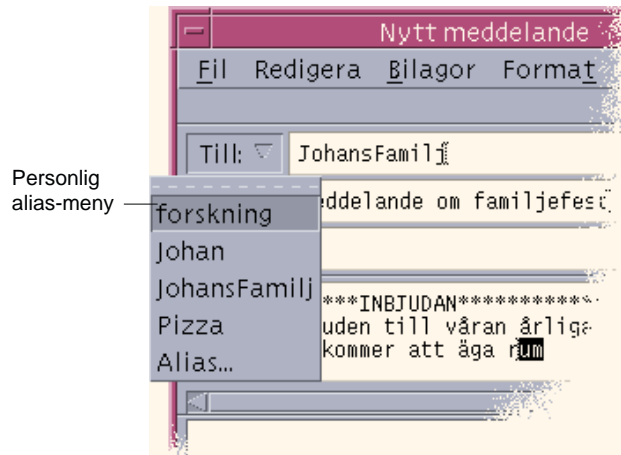 Nytt meddelande
Fil Redigera Bilagor Format
Till: JohansFamilj
Personlig
alias-meny
eddelande om familjefest
forskning
Johan
JohansFamilj
Pizza
Alias...
***INBJUDAN************
uden till våran årliga
kommer att äga rum